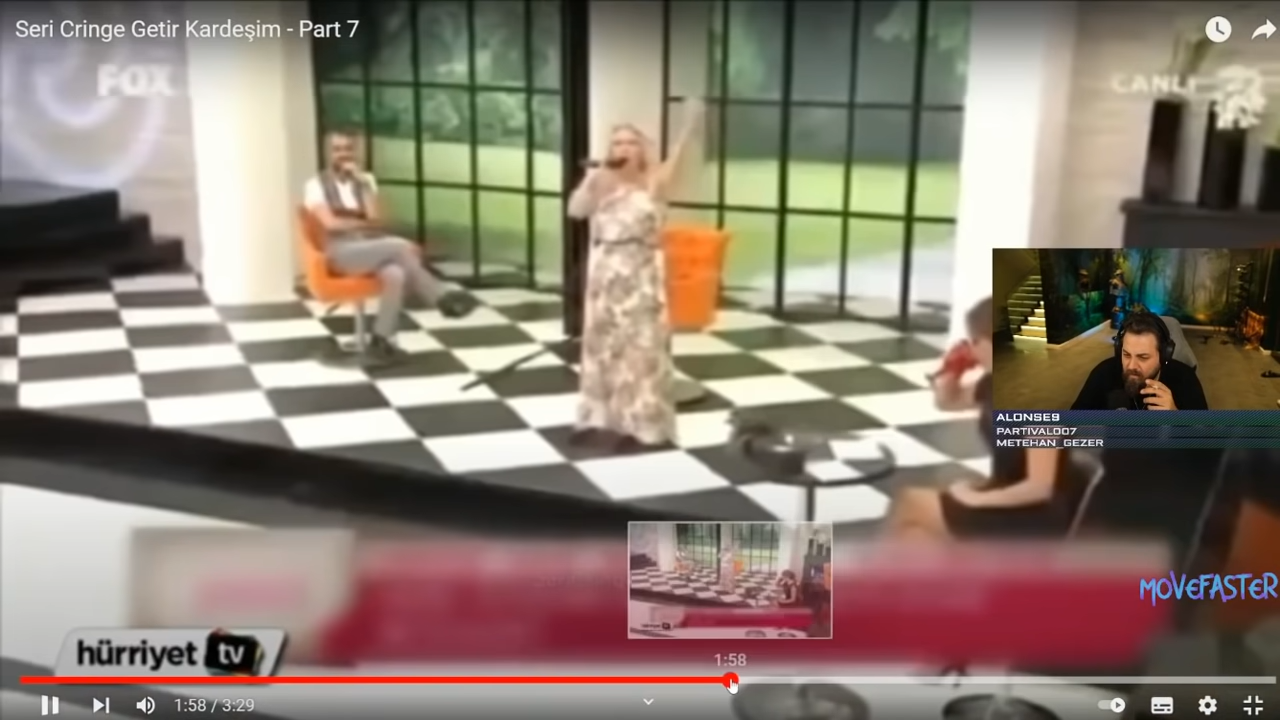 Seri Cringe Getir Kardeşim - Part 7
FOX
CANLI
ALONSE9
PARTIVAL007
METEHAN_GEZER
MOVEFASTER
hürriyet tv
1:58
1:58 / 3:29